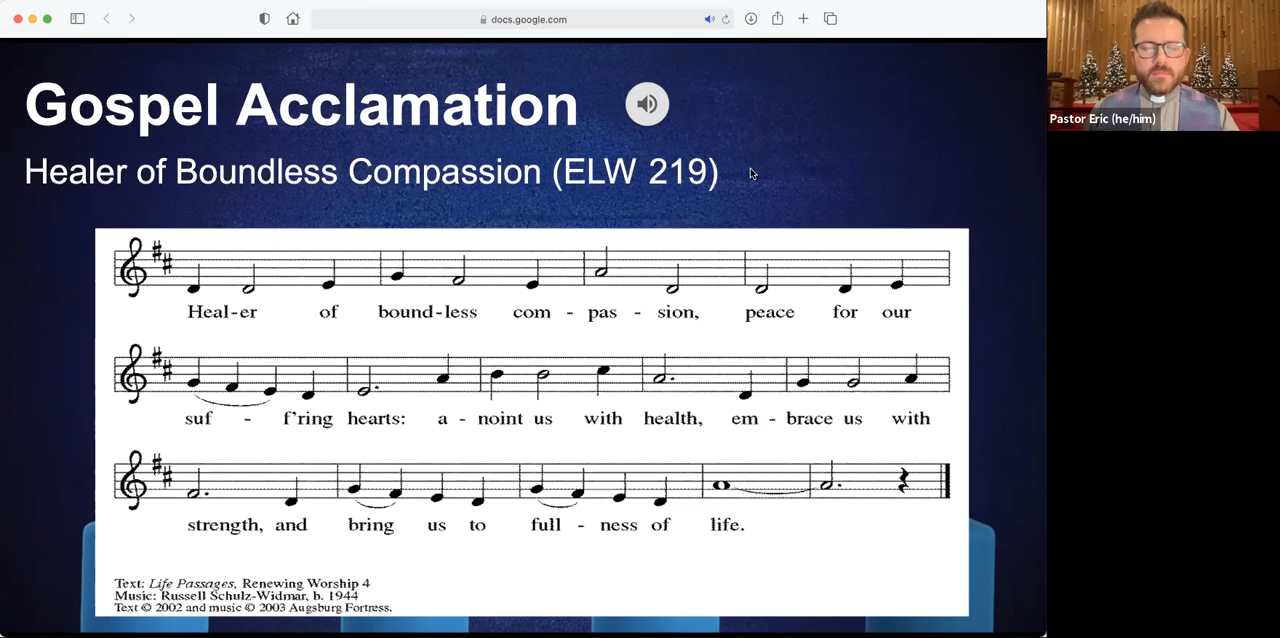 docs.google.com
Gospel Acclamation
Healer of Boundless Compassion (ELW 219)
Pastor Eric (he/him)
Heal-er of bound-less com - pas - sion, peace for our
suf - f'ring hearts: a - noint us with health, em - brace us with
strength, and bring us to full - ness of life.
Text: Life Passages, Renewing Worship 4
Music: Russell Schulz-Widmar, b. 1944
Text © 2002 and music © 2003 Augsburg Fortress.